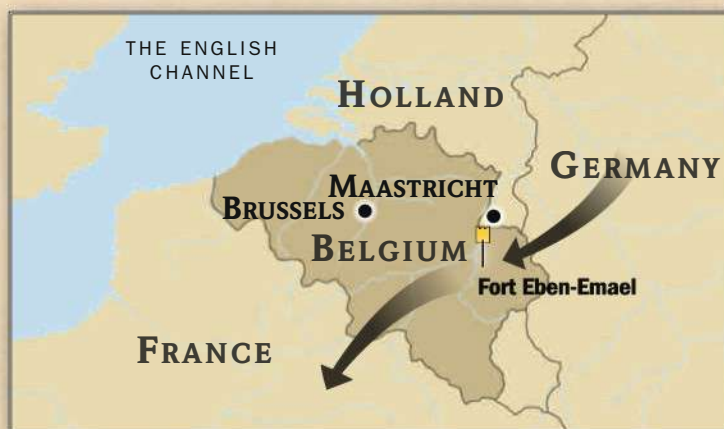 THE ENGLISH
CHANNEL
HOLLAND
GERMANY
MAASTRICHT
BRUSSELS
BELGIUM
Fort Eben-Emael
FRANCE